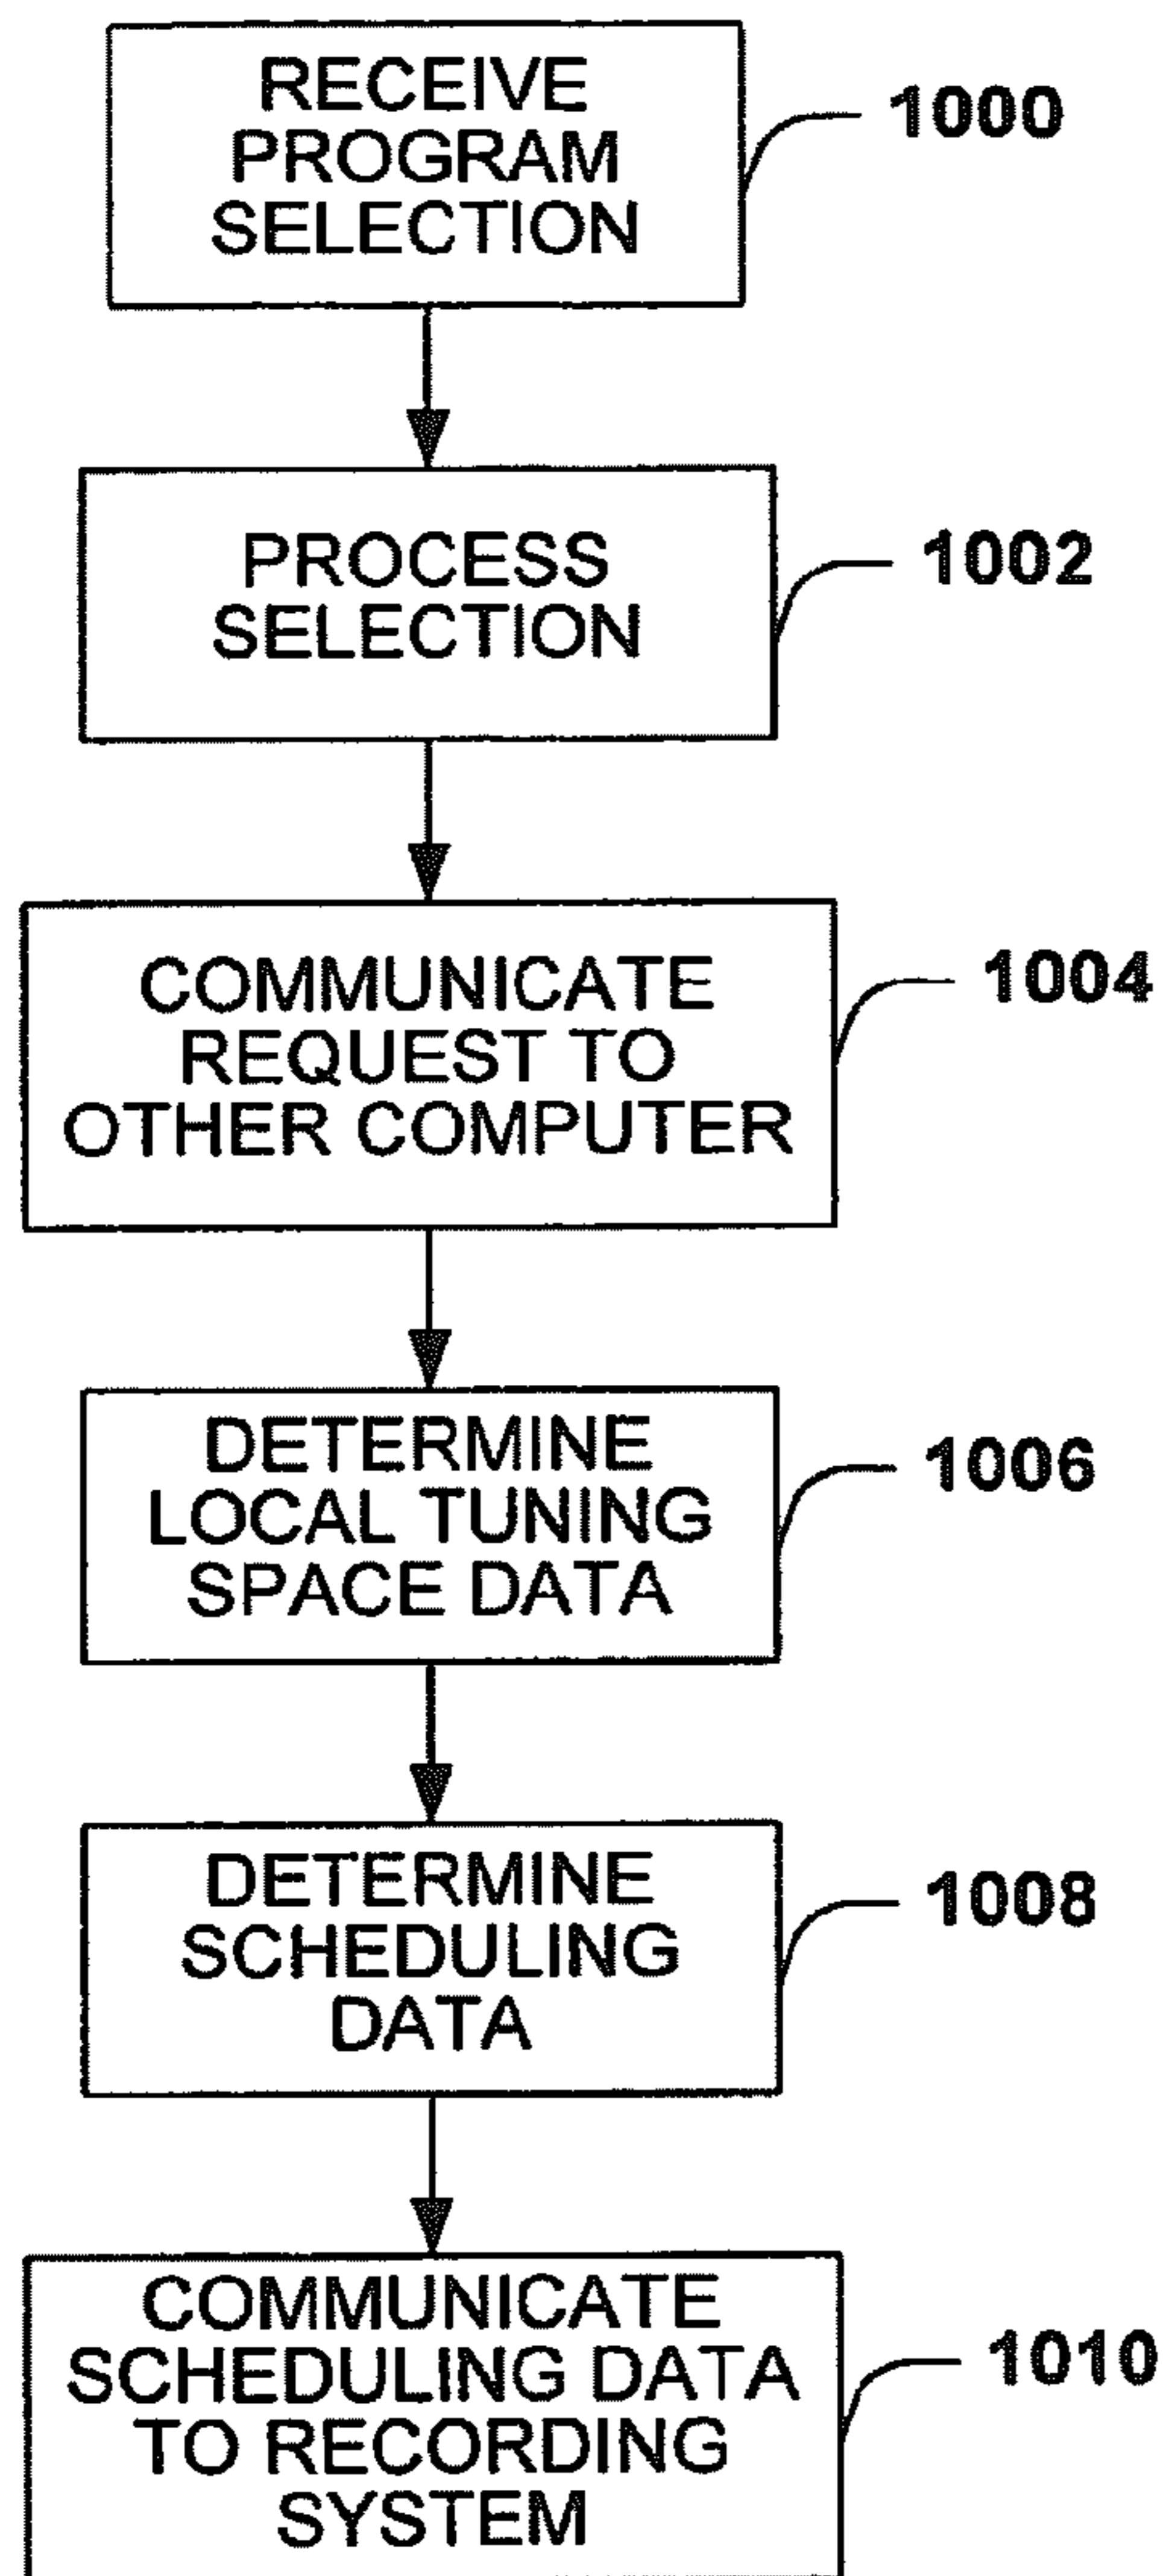 RECEIVE
PROGRAM
SELECTION
1000
PROCESS
SELECTION
1002
COMMUNICATE
REQUEST TO
OTHER COMPUTER
1004
DETERMINE
LOCAL TUNING
SPACE DATA
1006
DETERMINE
SCHEDULING
DATA
1008
COMMUNICATE
SCHEDULING DATA
TO RECORDING
SYSTEM
1010